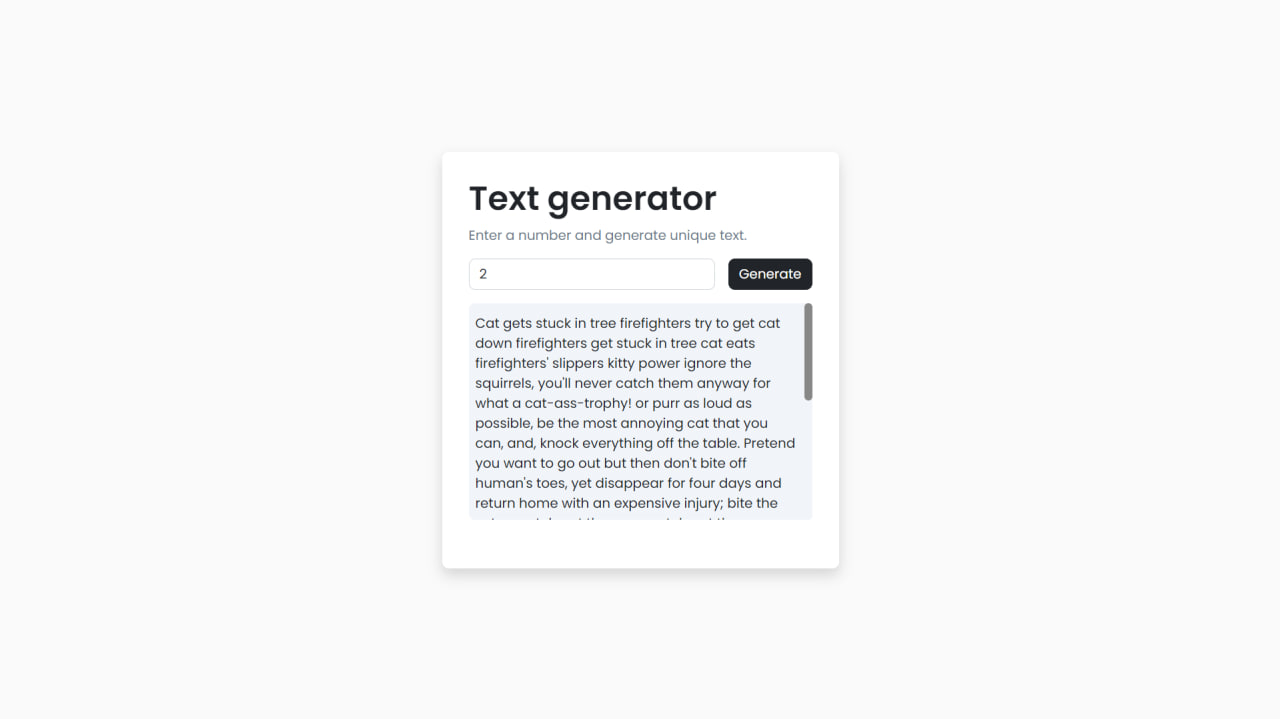 Text generator
Enter a number and generate unique text.
2
Generate
Cat gets stuck in tree firefighters try to get cat
down firefighters get stuck in tree cat eats
firefighters' slippers kitty power ignore the
squirrels, you'll never catch them anyway for
what a cat-ass-trophy! or purr as loud as
possible, be the most annoying cat that you
can, and, knock everything off the table. Pretend
you want to go out but then don't bite off
human's toes, yet disappear for four days and
return home with an expensive injury; bite the